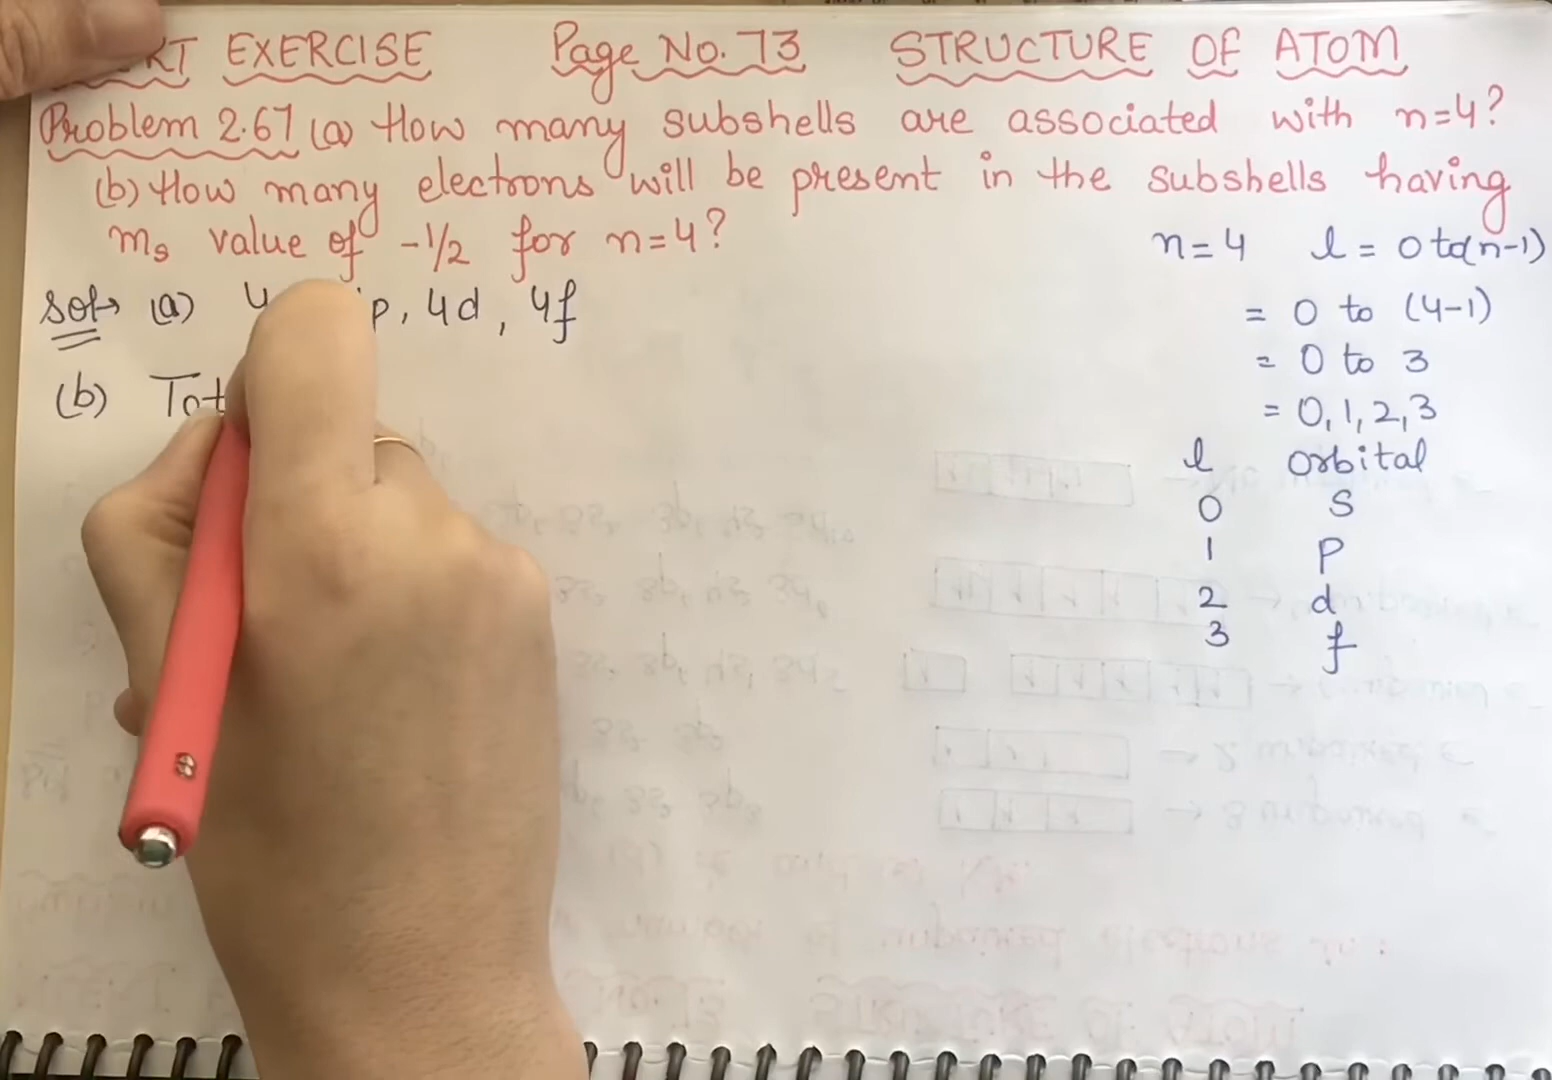 EXERCISE Page No. 73 STRUCTURE OF ATOM
Problem 2.67 (a) How many subshells are associated with n=4?
(b) How many electrons will be present in the subshells having
ms value of -1/2 for n=4?
n=4 l = 0 to (n-1)
Sol→ (a) p, 4d, 4f
= 0 to (4-1)
= 0 to 3
(b) Tot
= 0, 1, 2, 3
l orbital
0 S
1 P
2 d
3 f